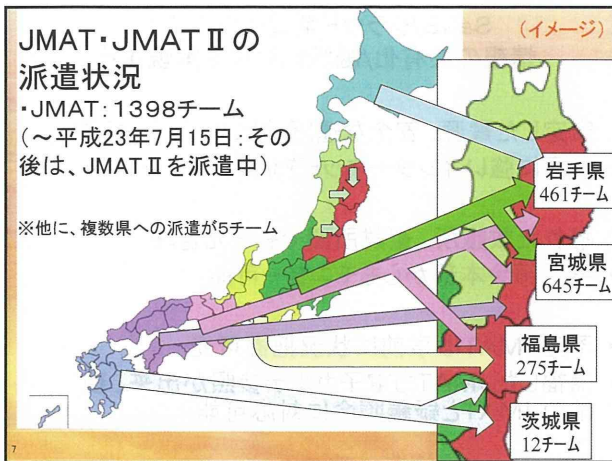 JMAT・JMATⅡの
派遣状況
・JMAT:1398チーム
(～平成23年7月15日:その
後は、JMATⅡを派遣中)
※他に、複数県への派遣が5チーム
(イメージ)
岩手県
461チーム
宮城県
645チーム
福島県
275チーム
茨城県
12チーム
7